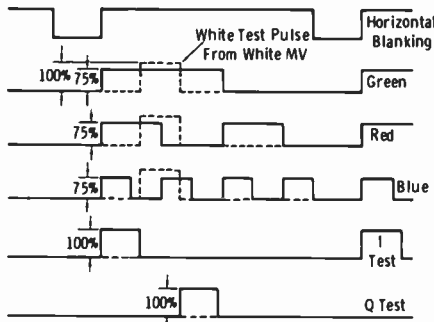 White Test Pulse
From White MV
Horizontal
Blanking
100%
75%
Green
75%
Red
75%
Blue
100%
I
Test
100%
Q Test